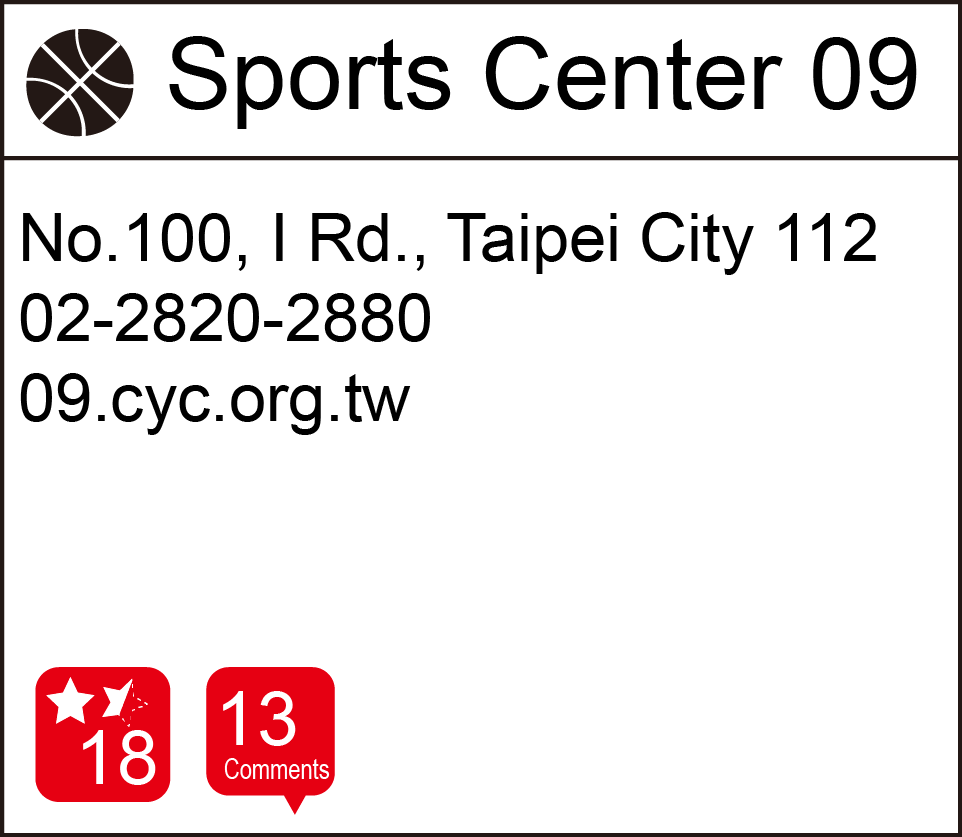 Sports Center 09
No.100, I Rd., Taipei City 112
02-2820-2880
09.cyc.org.tw
18
13
Comments